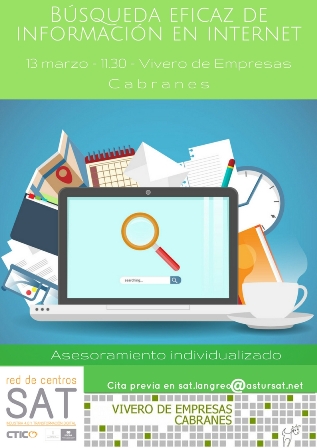 BÚSQUEDA EFICAZ DE
INFORMACIÓN EN INTERNET
13 marzo - 11:30 - Vivero de Empresas
Cabranes
searching...
Asesoramiento individualizado
red de centros
SAT
CTIC
Cita previa en sat.langreo@astursat.net
VIVERO DE EMPRESAS
CABRANES